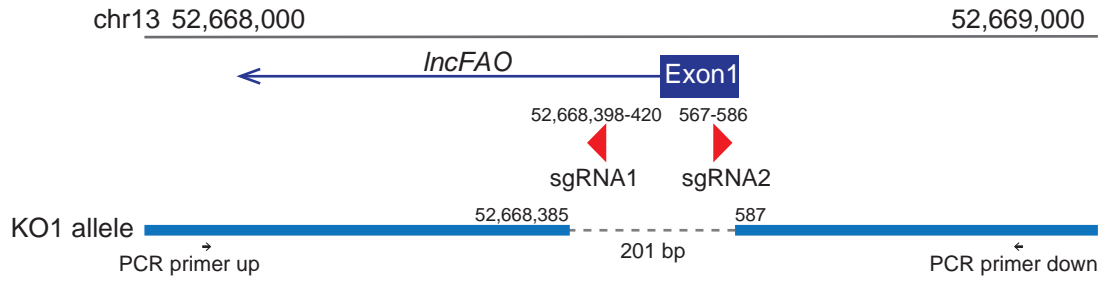 chr13 52,668,000 52,669,000
lncFAO Exon1
52,668,398-420 567-586
sgRNA1 sgRNA2
52,668,385 587
KO1 allele
201 bp
PCR primer up PCR primer down